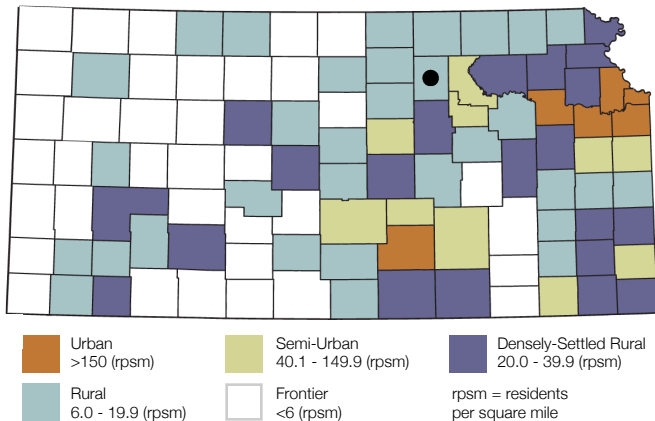 Urban
>150 (rpsm)
Semi-Urban
40.1 - 149.9 (rpsm)
Densely-Settled Rural
20.0 - 39.9 (rpsm)
Rural
6.0 - 19.9 (rpsm)
Frontier
<6 (rpsm)
rpsm = residents
per square mile